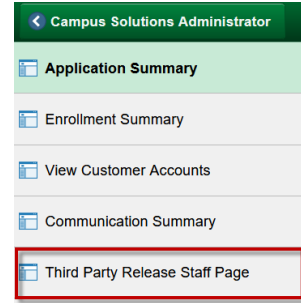 Campus Solutions Administrator
Application Summary
Enrollment Summary
View Customer Accounts
Communication Summary
Third Party Release Staff Page